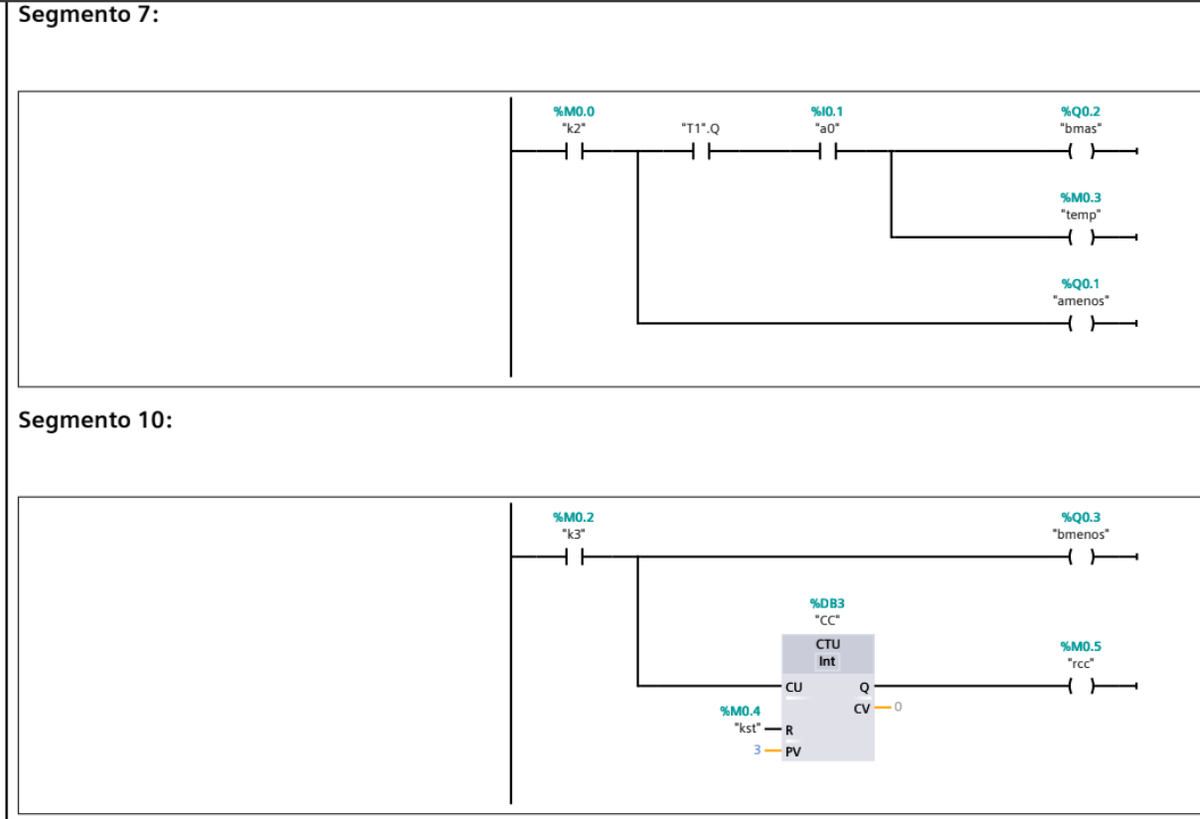 Segmento 7:
%M0.0 %I0.1 %Q0.2
"k2" "T1".Q "a0" "bmas"
%M0.3
"temp"
%Q0.1
"amenos"
Segmento 10:
%M0.2 %Q0.3
"k3" "bmenos"
%DB3
"CC"
CTU
Int
%M0.5
"rcc"
CU Q
CV 0
%M0.4
"kst" R
3 PV